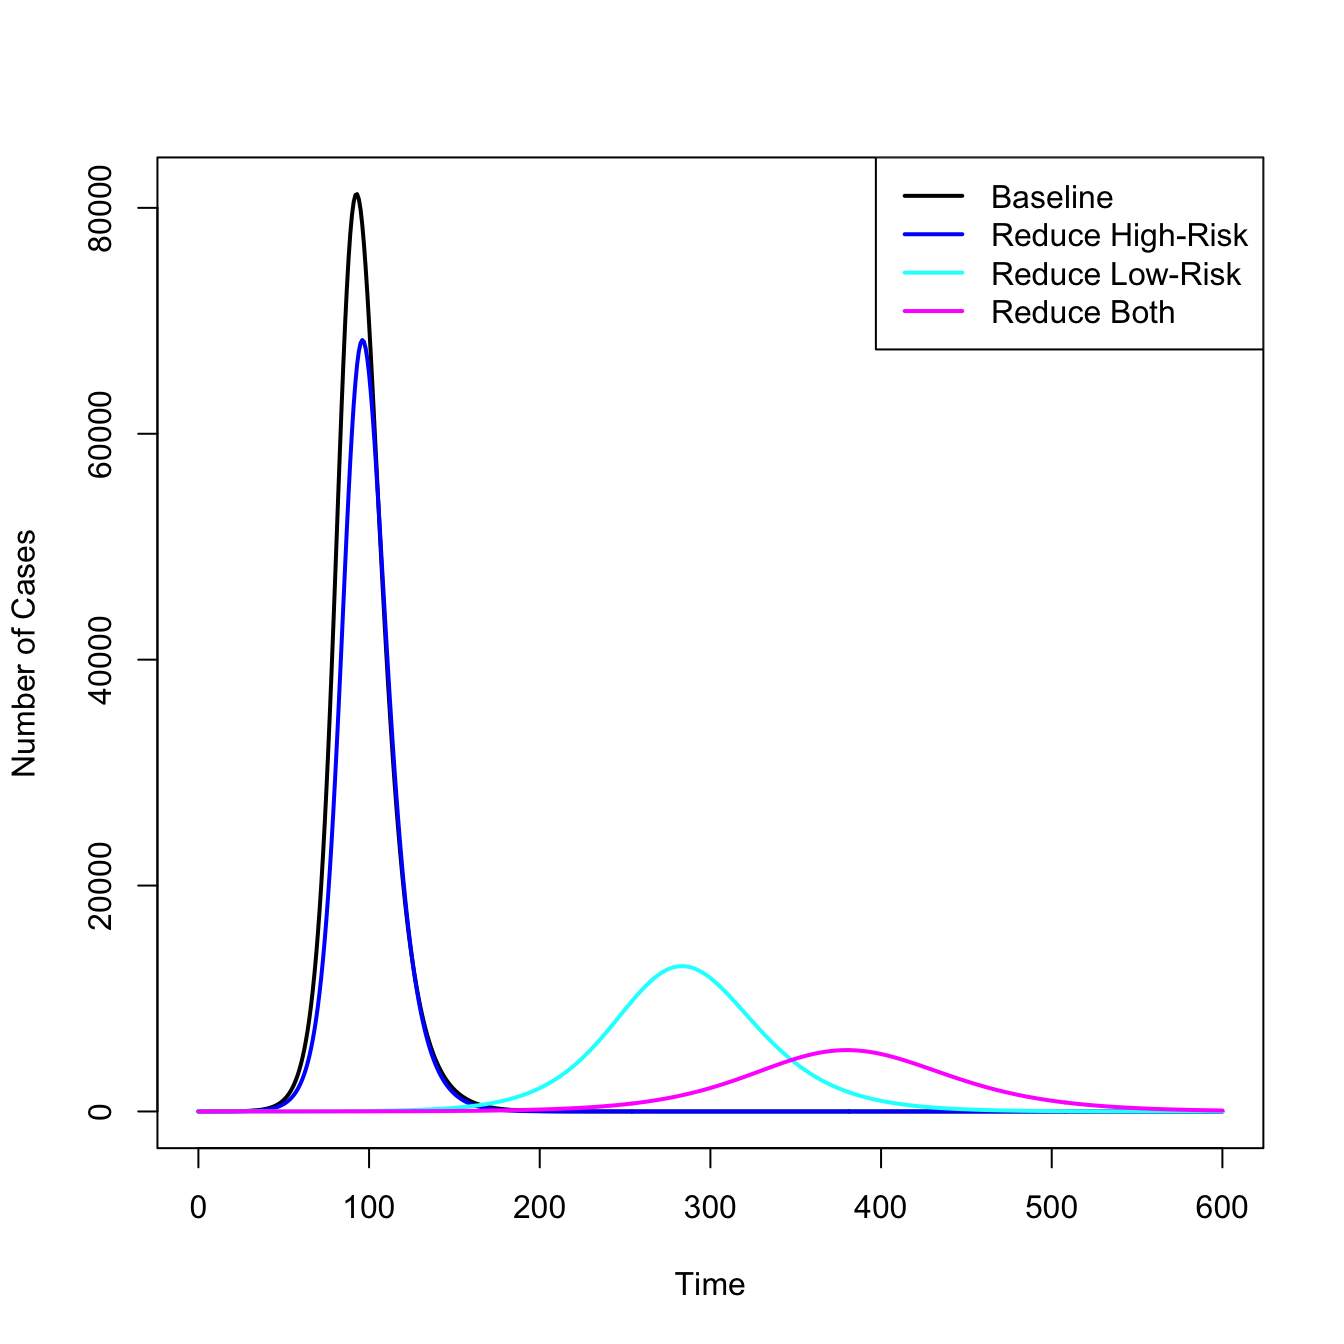 Baseline
Reduce High-Risk
Reduce Low-Risk
Reduce Both
Number of Cases
80000
60000
40000
20000
0
0 100 200 300 400 500 600
Time